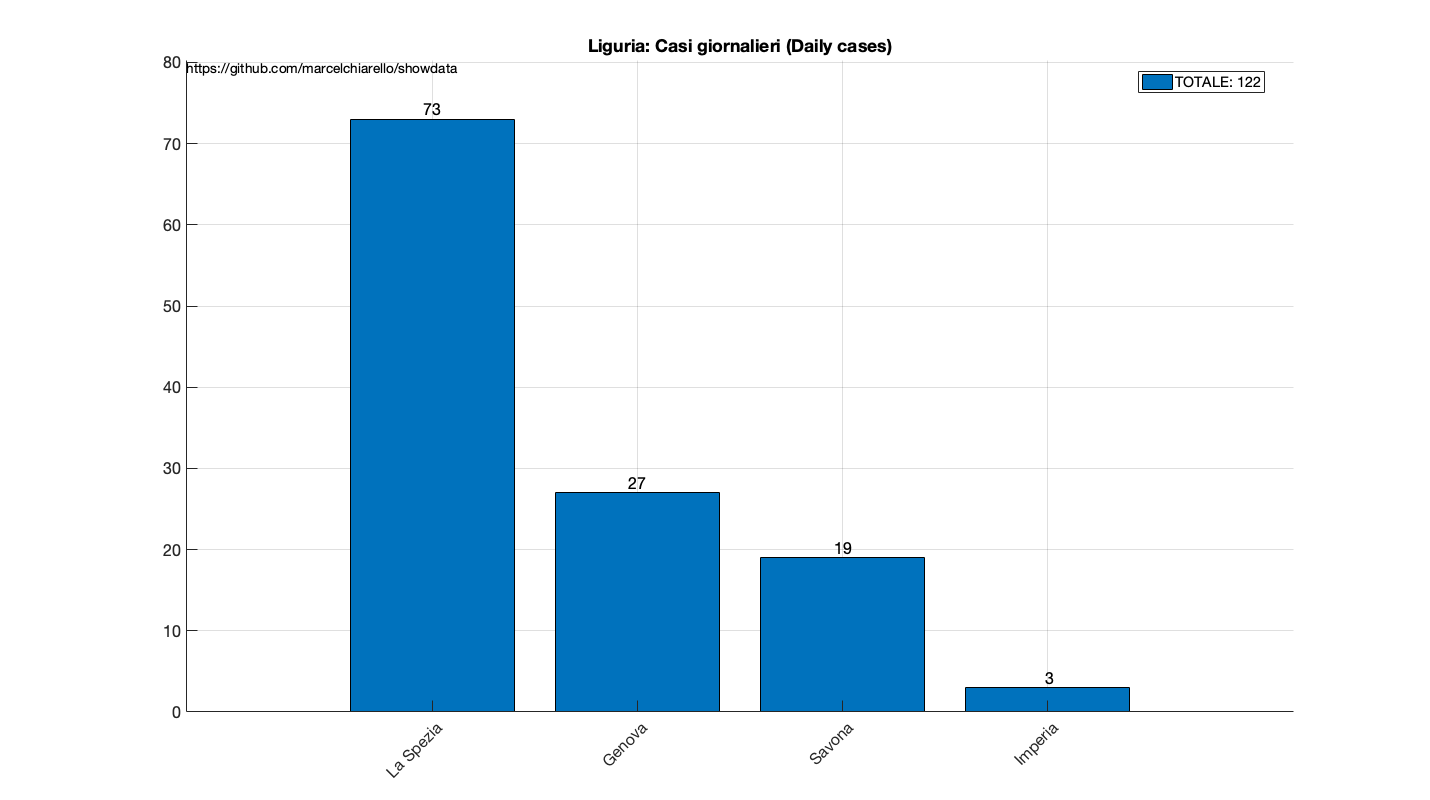 Liguria: Casi giornalieri (Daily cases)
https://github.com/marcelchiarello/showdata
TOTALE: 122
80
70
60
50
40
30
20
10
0
73
27
19
3
La Spezia
Genova
Savona
Imperia